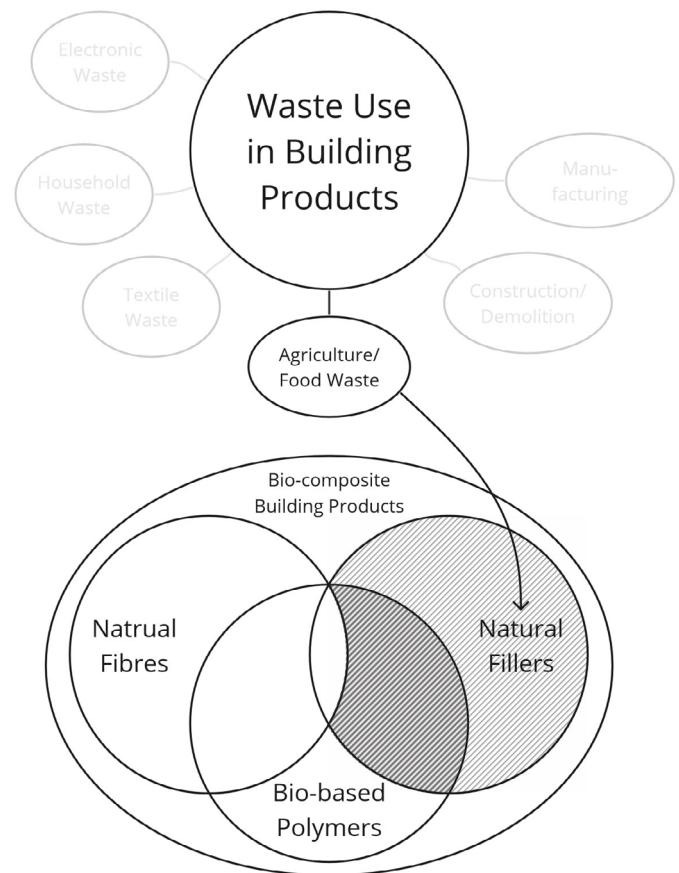 Electronic
Waste
Waste Use
in Building
Products
Household
Waste
Manu-
facturing
Textile
Waste
Construction/
Demolition
Agriculture/
Food Waste
Bio-composite
Building Products
Natrual
Fibres
Natural
Fillers
Bio-based
Polymers